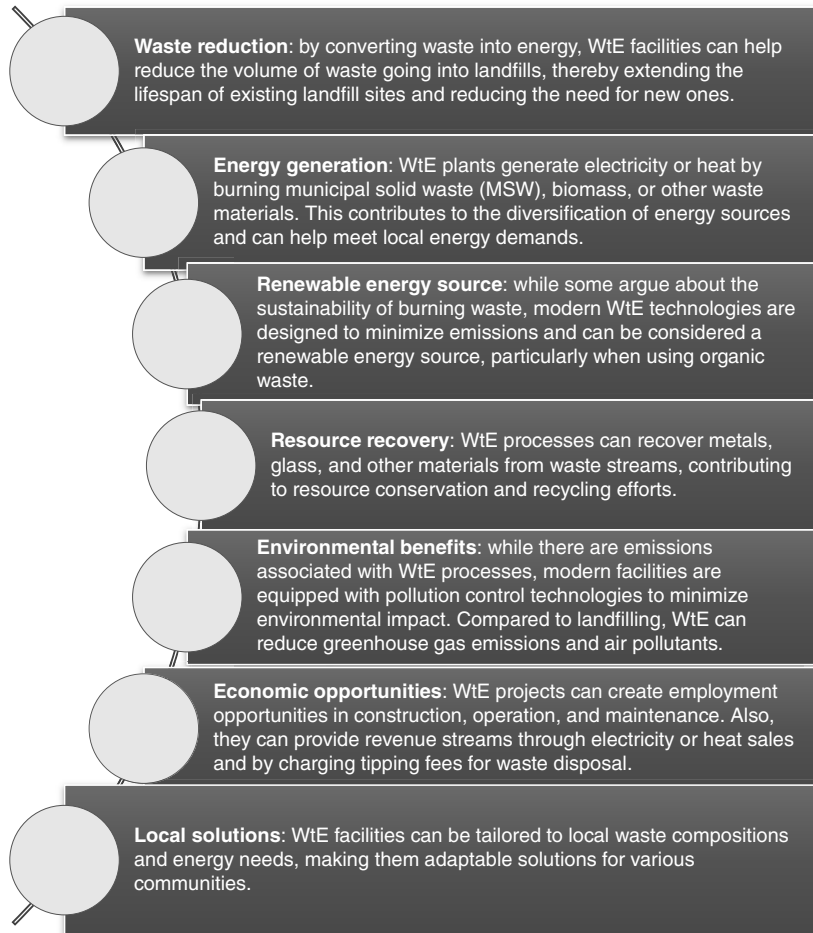 Waste reduction: by converting waste into energy, WtE facilities can help
reduce the volume of waste going into landfills, thereby extending the
lifespan of existing landfill sites and reducing the need for new ones.
Energy generation: WtE plants generate electricity or heat by
burning municipal solid waste (MSW), biomass, or other waste
materials. This contributes to the diversification of energy sources
and can help meet local energy demands.
Renewable energy source: while some argue about the
sustainability of burning waste, modern WtE technologies are
designed to minimize emissions and can be considered a
renewable energy source, particularly when using organic
waste.
Resource recovery: WtE processes can recover metals,
glass, and other materials from waste streams, contributing
to resource conservation and recycling efforts.
Environmental benefits: while there are emissions
associated with WtE processes, modern facilities are
equipped with pollution control technologies to minimize
environmental impact. Compared to landfilling, WtE can
reduce greenhouse gas emissions and air pollutants.
Economic opportunities: WtE projects can create employment
opportunities in construction, operation, and maintenance. Also,
they can provide revenue streams through electricity or heat sales
and by charging tipping fees for waste disposal.
Local solutions: WtE facilities can be tailored to local waste compositions
and energy needs, making them adaptable solutions for various
communities.